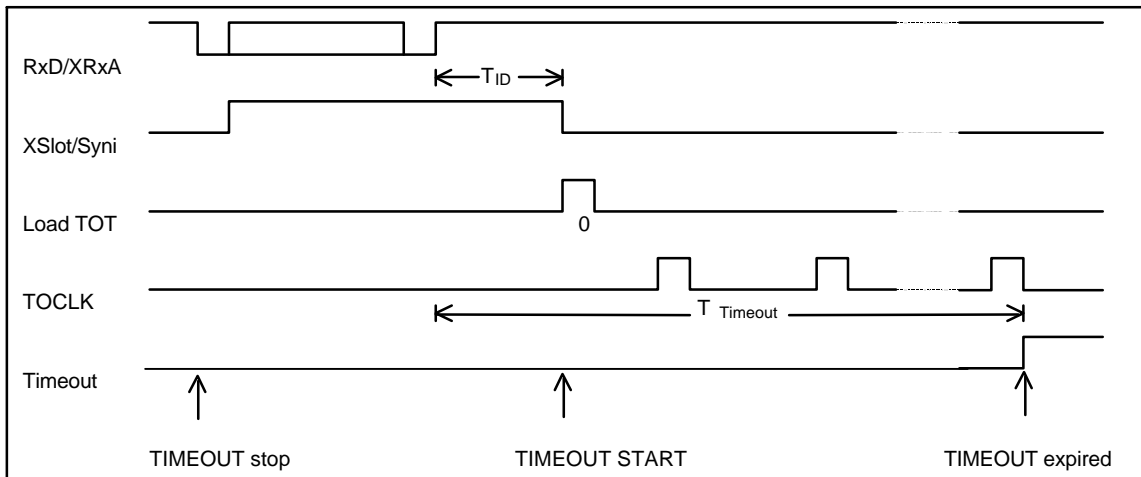 RxD/XRxA
TID
XSlot/Syni
Load TOT
0
TOCLK
T Timeout
Timeout
TIMEOUT stop
TIMEOUT START
TIMEOUT expired